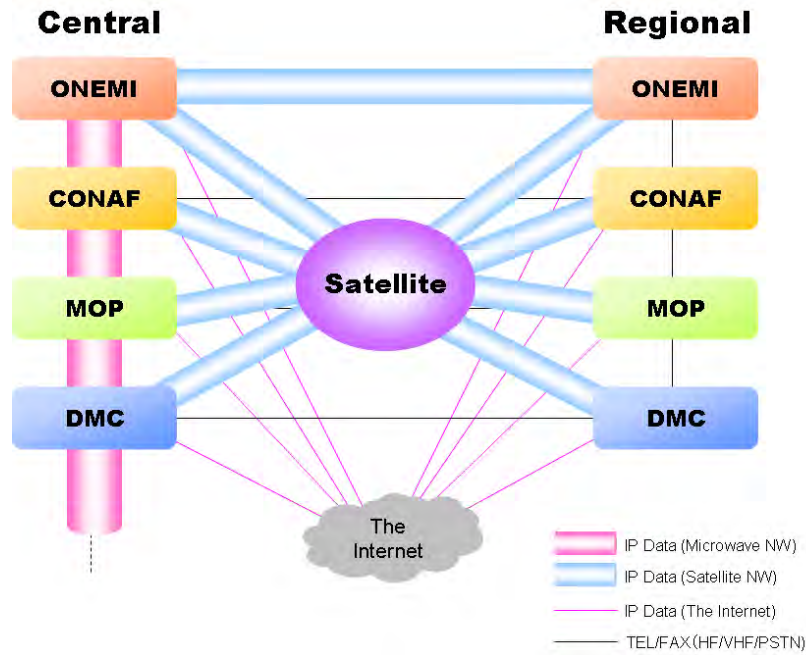 Central
Regional
ONEMI
ONEMI
CONAF
CONAF
Satellite
MOP
MOP
DMC
DMC
The
Internet
IP Data (Microwave NW)
IP Data (Satellite NW)
IP Data (The Internet)
TEL/FAX(HF/VHF/PSTN)